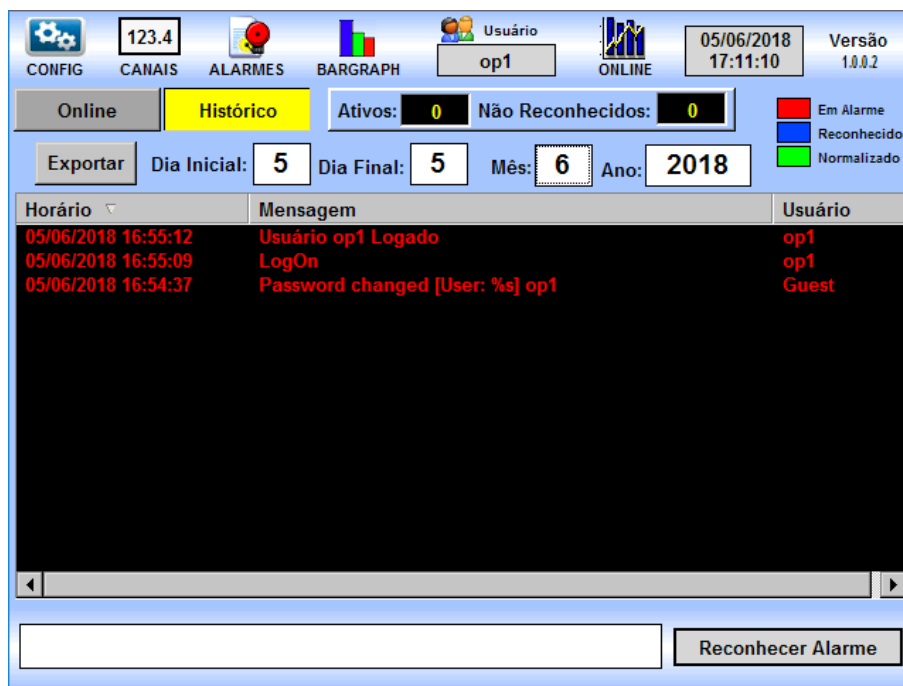 CONFIG
123.4
CANAIS
ALARMES
BARGRAPH
Usuário
op1
ONLINE
05/06/2018
17:11:10
Versão
1.0.0.2
Online
Histórico
Ativos: 0 Não Reconhecidos: 0
Em Alarme
Reconhecido
Normalizado
Exportar Dia Inicial: 5 Dia Final: 5 Mês: 6 Ano: 2018
Horário Mensagem Usuário
05/06/2018 16:55:12 Usuário op1 Logado op1
05/06/2018 16:55:09 LogOn op1
05/06/2018 16:54:37 Password changed [User: %s] op1 Guest
Reconhecer Alarme